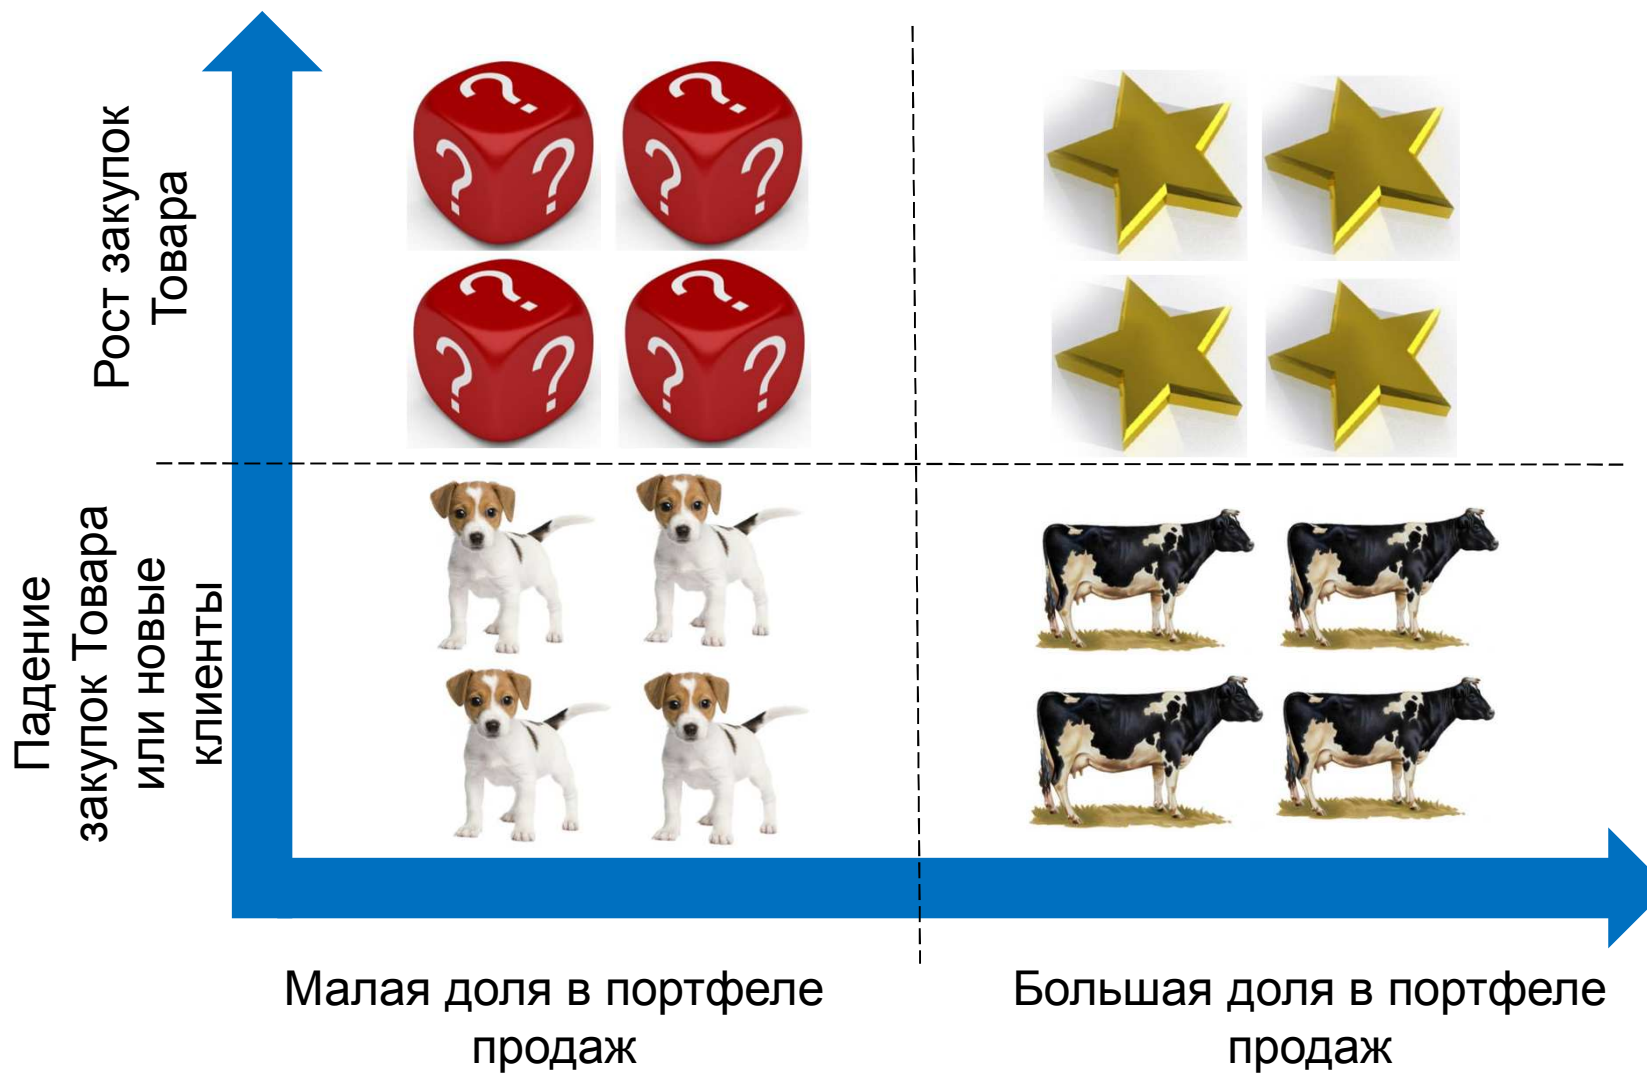 Рост закупок
Товара
?
?
?
?
?
?
?
?
?
?
?
?
Падение
закупок Товара
или новые
клиенты
Малая доля в портфеле
продаж
Большая доля в портфеле
продаж